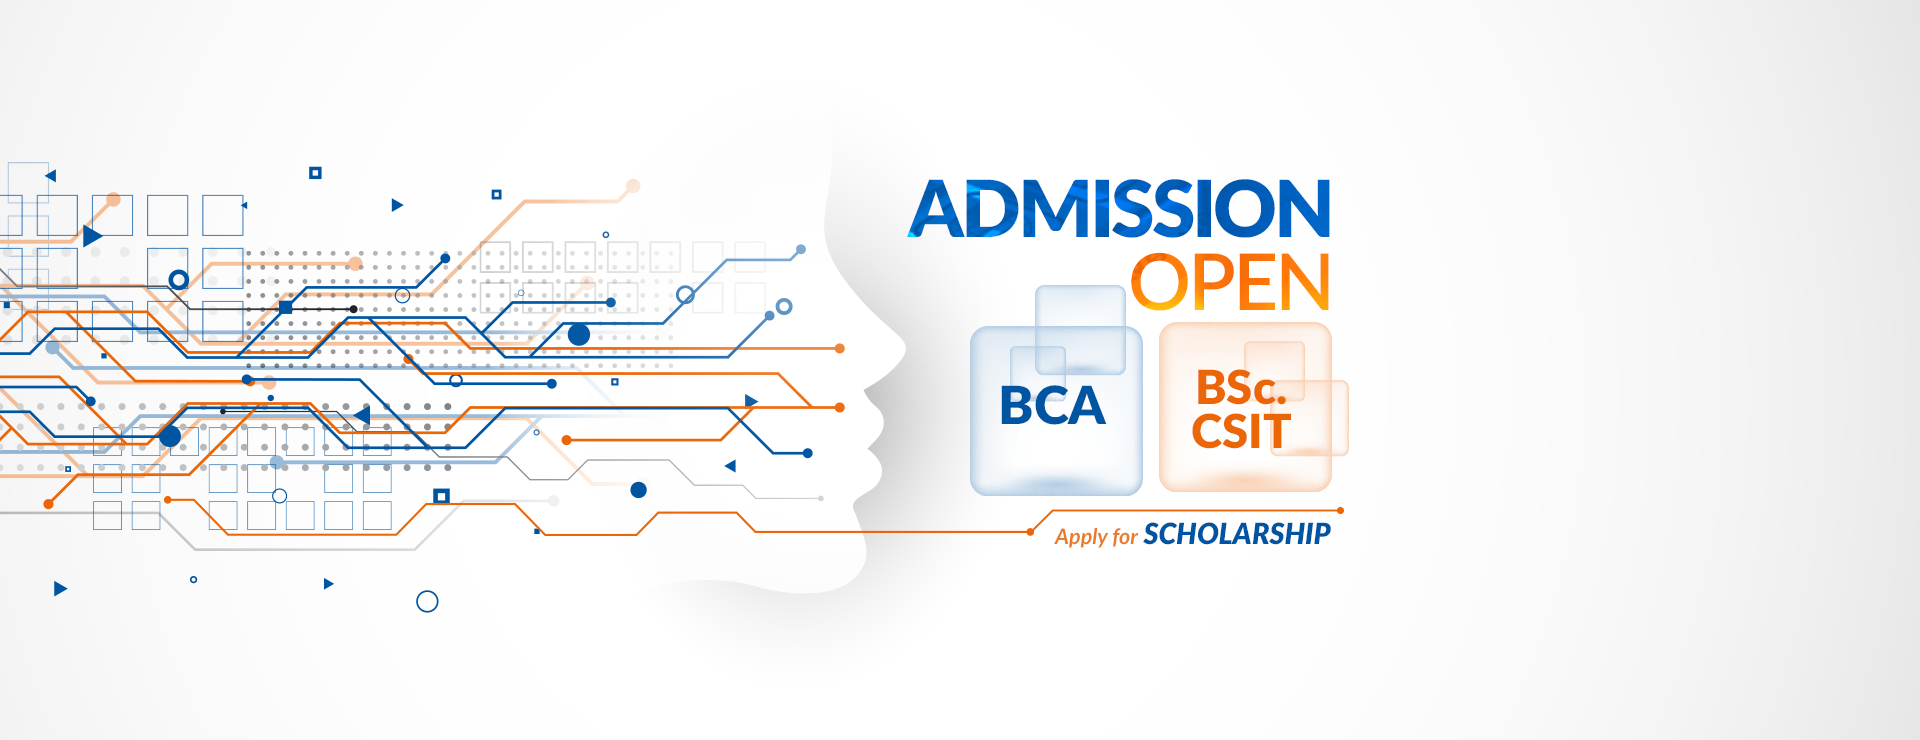 ADMISSION
OPEN
BCA
BSc.
CSIT
Apply for SCHOLARSHIP